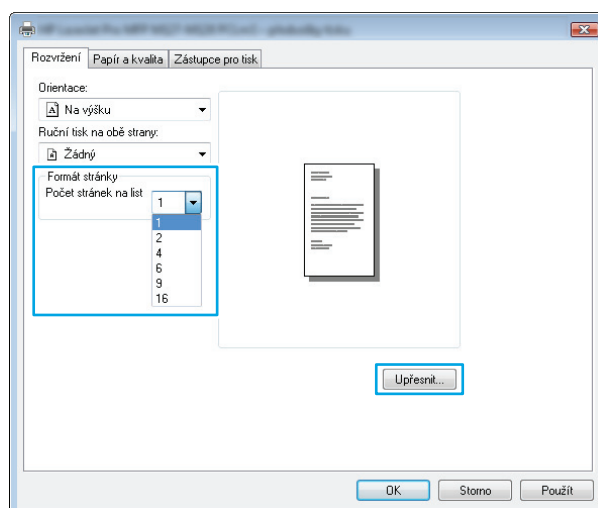 Rozvržení Papír a kvalita Zástupce pro tisk
Orientace:
Na výšku
Ruční tisk na obě strany:
Žádný
Formát stránky
Počet stránek na list
1
1
2
4
6
9
16
Upřesnit...
OK Storno Použít